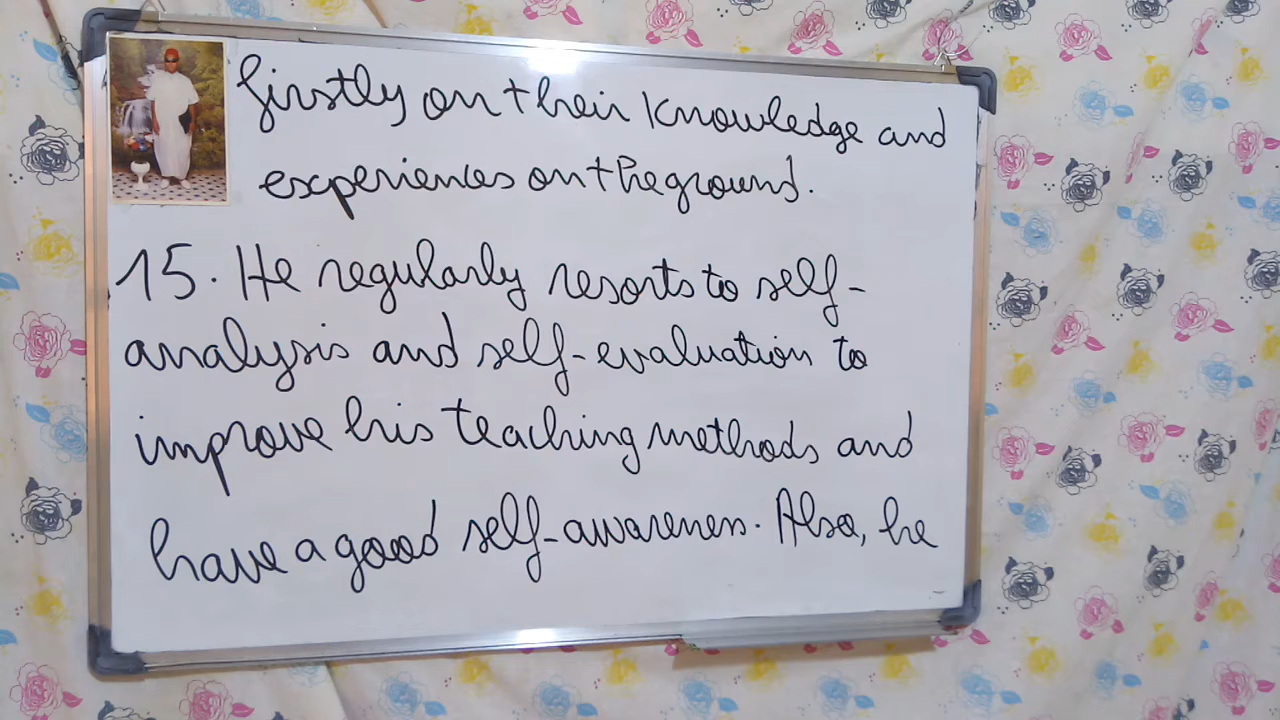 firstly on their knowledge and
experiences on the ground.
15. He regularly resorts to self-
analysis and self-evaluation to
improve his teaching methods and
have a good self-awareness. Also, he